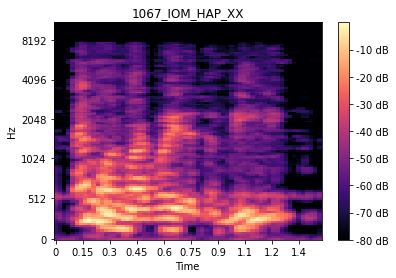 1067_IOM_HAP_XX
8192
4096
2048
1024
512
0
Hz
0 0.15 0.3 0.45 0.6 0.75 0.9 1.1 1.2 1.4
Time
-10 dB
-20 dB
-30 dB
-40 dB
-50 dB
-60 dB
-70 dB
-80 dB